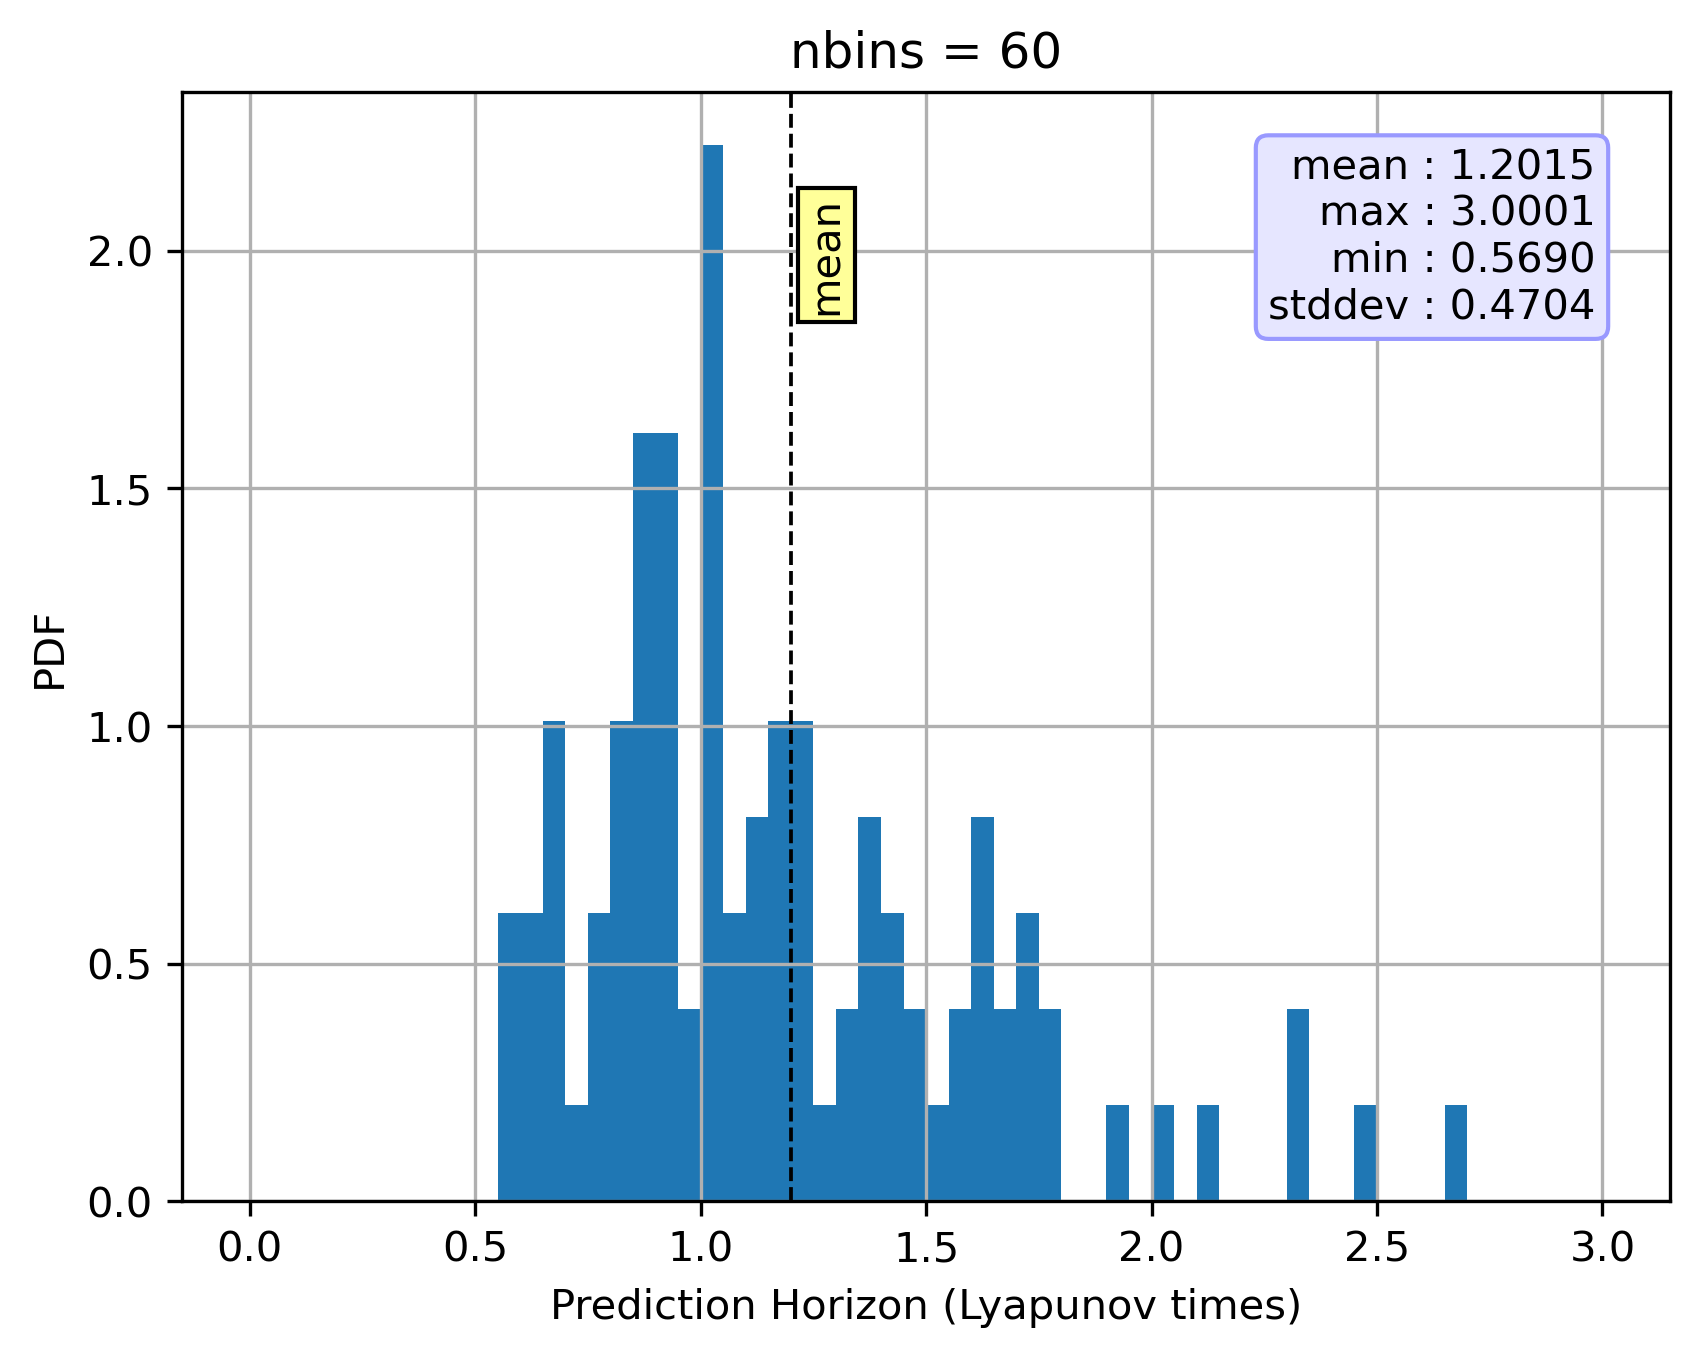 nbins = 60
mean : 1.2015
max : 3.0001
min : 0.5690
stddev : 0.4704
mean
PDF
2.0
1.5
1.0
0.5
0.0
0.0 0.5 1.0 1.5 2.0 2.5 3.0
Prediction Horizon (Lyapunov times)